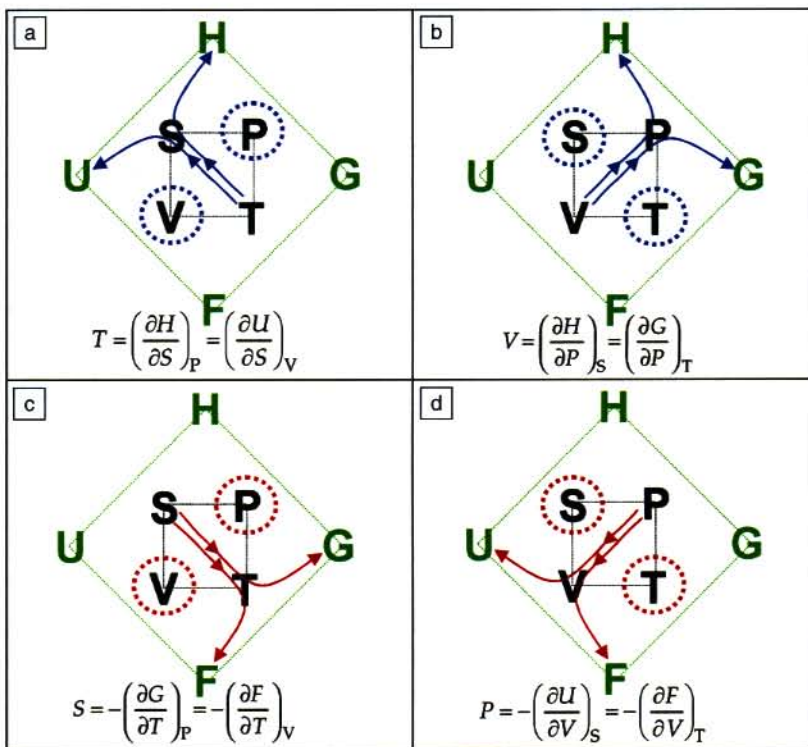 a
H
S P
U G
V T
F
T = (∂H/∂S)_P = (∂U/∂S)_V
b
H
S P
U G
V T
F
V = (∂H/∂P)_S = (∂G/∂P)_T
c
H
S P
U G
V T
F
S = -(∂G/∂T)_P = -(∂F/∂T)_V
d
H
S P
U G
V T
F
P = -(∂U/∂V)_S = -(∂F/∂V)_T